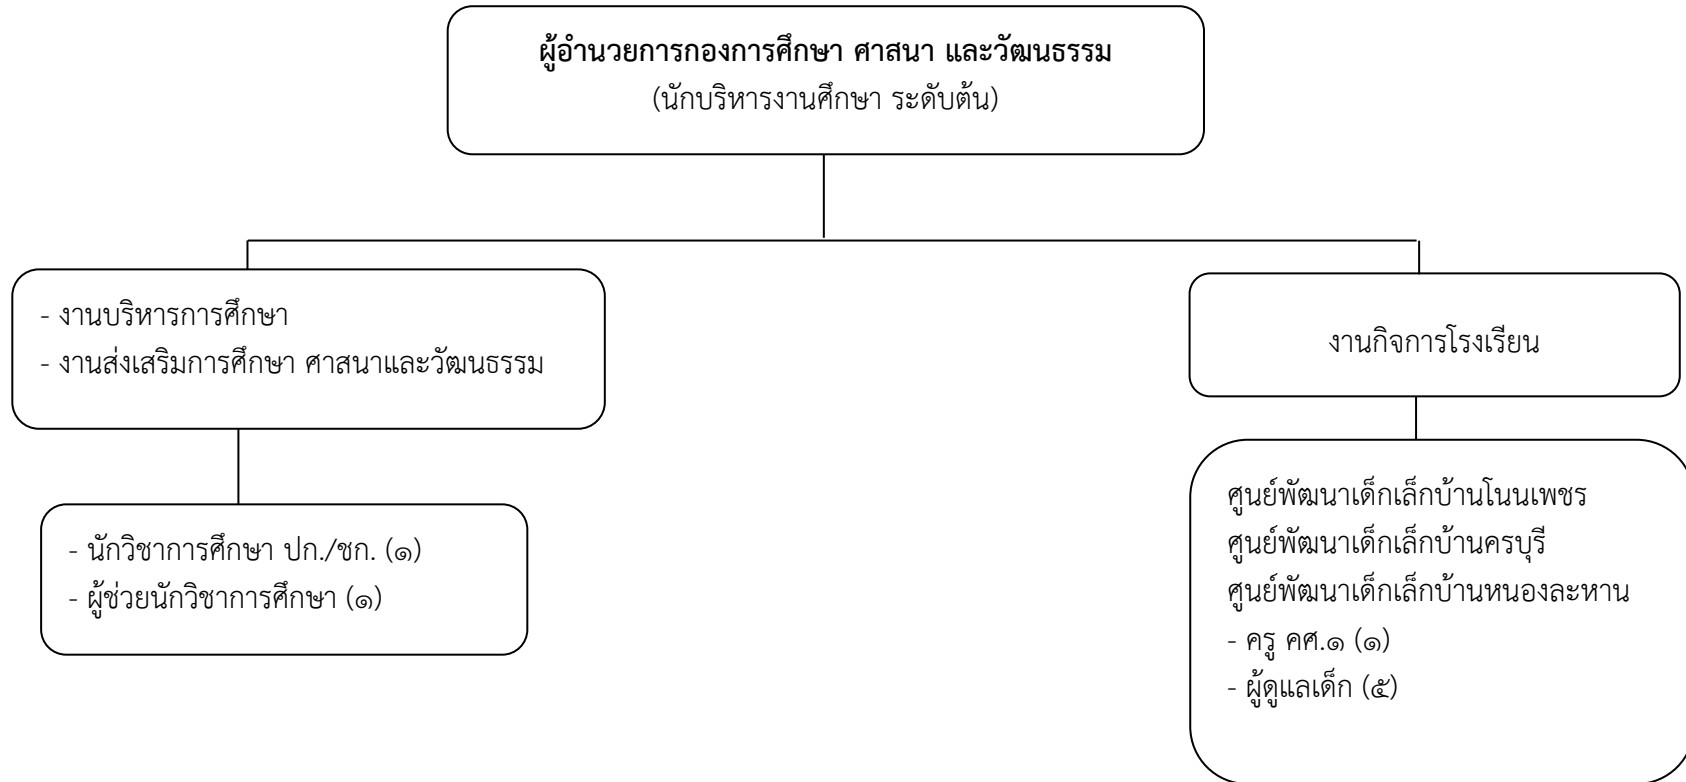 ผู้อำนวยการกองการศึกษา ศาสนา และวัฒนธรรม
(นักบริหารงานศึกษา ระดับต้น)
- งานบริหารการศึกษา
- งานส่งเสริมการศึกษา ศาสนาและวัฒนธรรม
งานกิจการโรงเรียน
- นักวิชาการศึกษา ปก./ชก. (๑)
- ผู้ช่วยนักวิชาการศึกษา (๑)
ศูนย์พัฒนาเด็กเล็กบ้านโนนเพชร
ศูนย์พัฒนาเด็กเล็กบ้านครบุรี
ศูนย์พัฒนาเด็กเล็กบ้านหนองละหาน
- ครู คศ.๑ (๑)
- ผู้ดูแลเด็ก (๕)